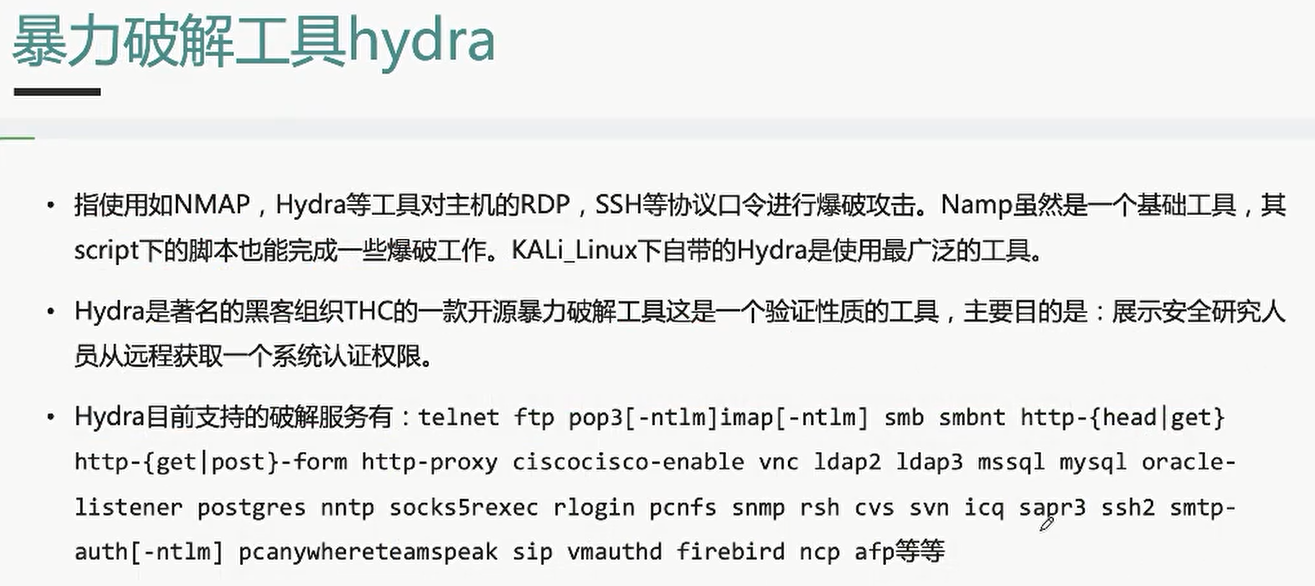 暴力破解工具hydra
• 指使用如NMAP，Hydra等工具对主机的RDP，SSH等协议口令进行爆破攻击。Namp虽然是一个基础工具，其
script下的脚本也能完成一些爆破工作。KALi_Linux下自带的Hydra是使用最广泛的工具。
• Hydra是著名的黑客组织THC的一款开源暴力破解工具这是一个验证性质的工具，主要目的是：展示安全研究人
员从远程获取一个系统认证权限。
• Hydra目前支持的破解服务有：telnet ftp pop3[-ntlm]imap[-ntlm] smb smbnt http-{head|get}
http-{get|post}-form http-proxy ciscocisco-enable vnc ldap2 ldap3 mssql mysql oracle-
listener postgres nntp socks5rexec rlogin pcnfs snmp rsh cvs svn icq sapr3 ssh2 smtp-
auth[-ntlm] pcanywhereteamspeak sip vmauthd firebird ncp afp等等